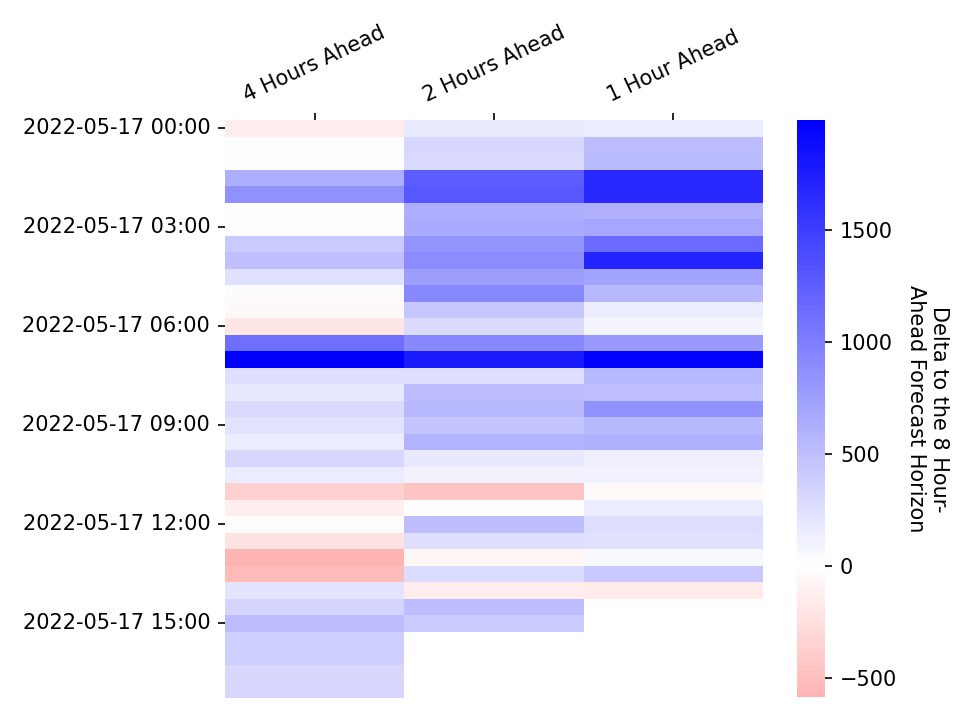 4 Hours Ahead
2 Hours Ahead
1 Hour Ahead
2022-05-17 00:00
2022-05-17 03:00
2022-05-17 06:00
2022-05-17 09:00
2022-05-17 12:00
2022-05-17 15:00
1500
1000
500
0
−500
Delta to the 8 Hour-
Ahead Forecast Horizon